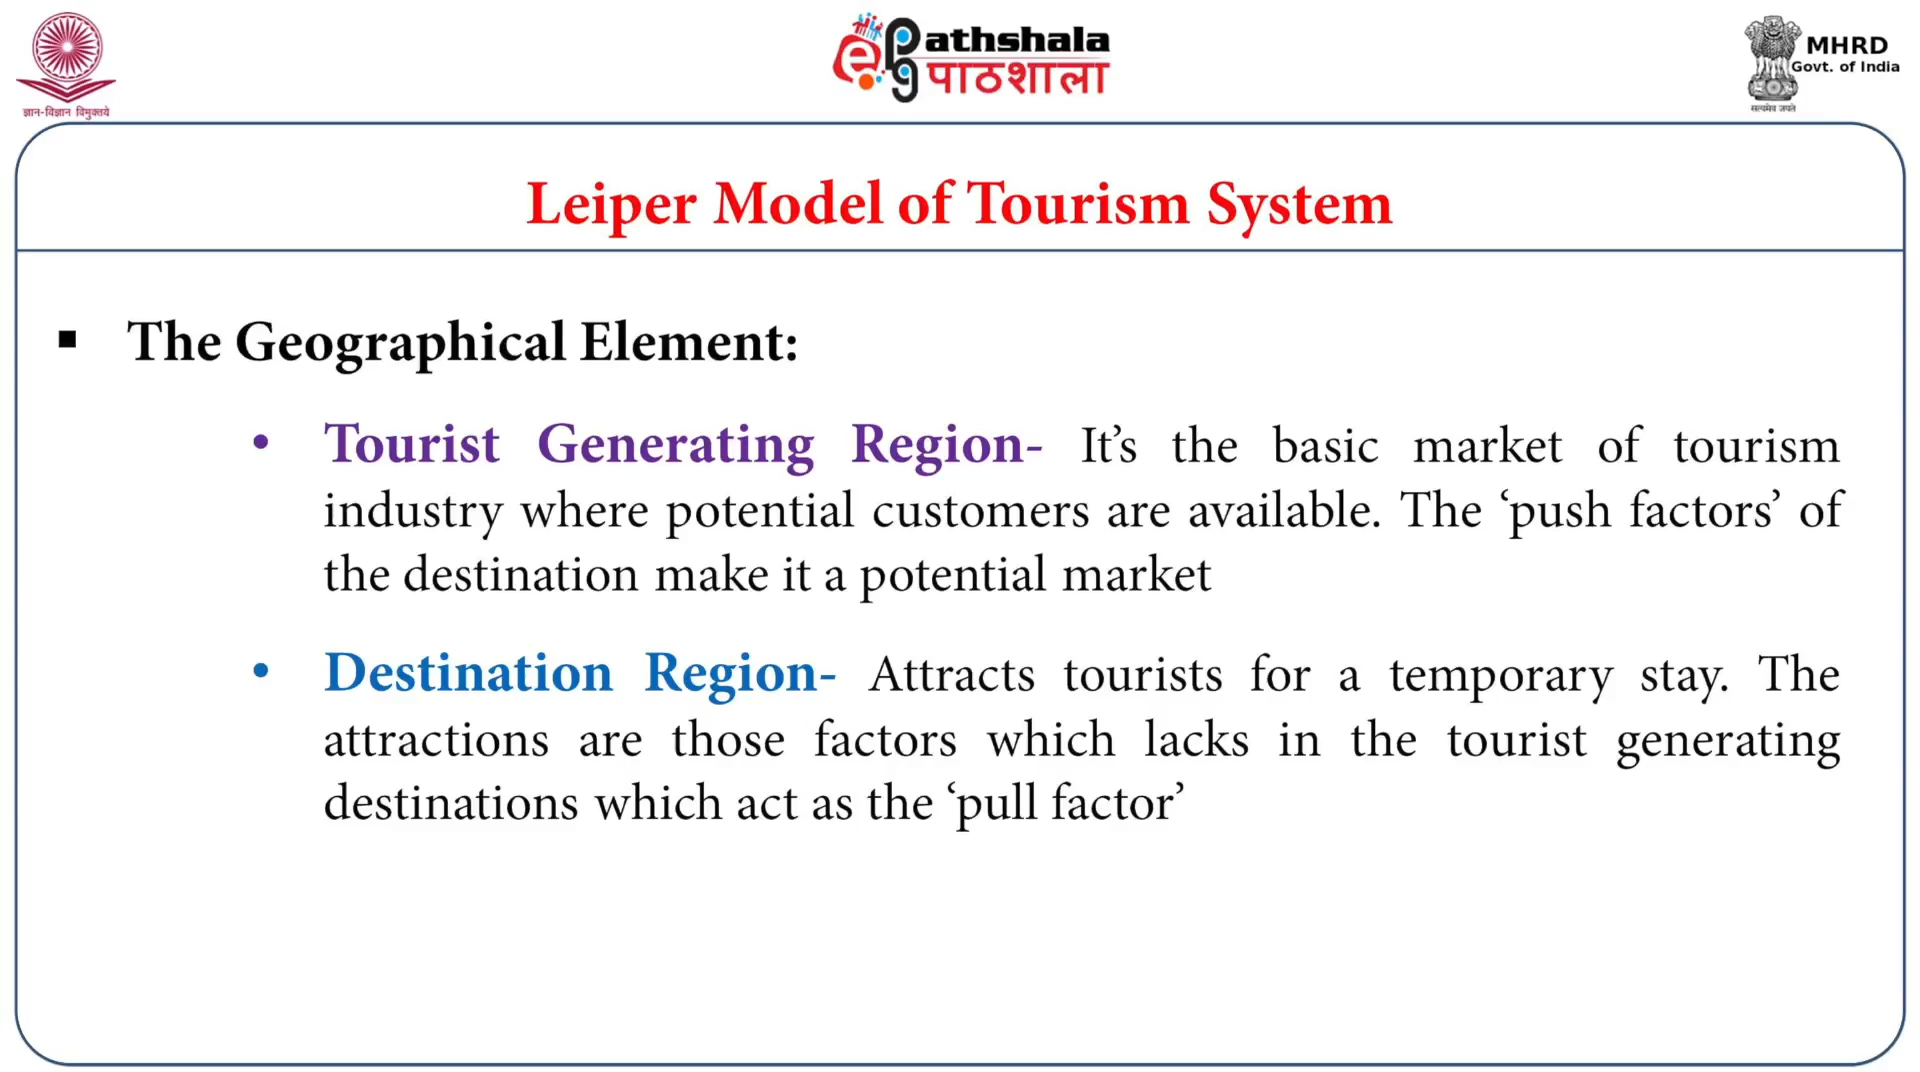 ज्ञान-विज्ञान विमुक्तये
e PG Pathshala
पाठशाला
MHRD
Govt. of India
सत्यमेव जयते
Leiper Model of Tourism System
▪ The Geographical Element:
• Tourist Generating Region- It’s the basic market of tourism
industry where potential customers are available. The ‘push factors’ of
the destination make it a potential market
• Destination Region- Attracts tourists for a temporary stay. The
attractions are those factors which lacks in the tourist generating
destinations which act as the ‘pull factor’